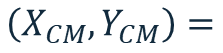 (X_{CM}, Y_{CM}) =